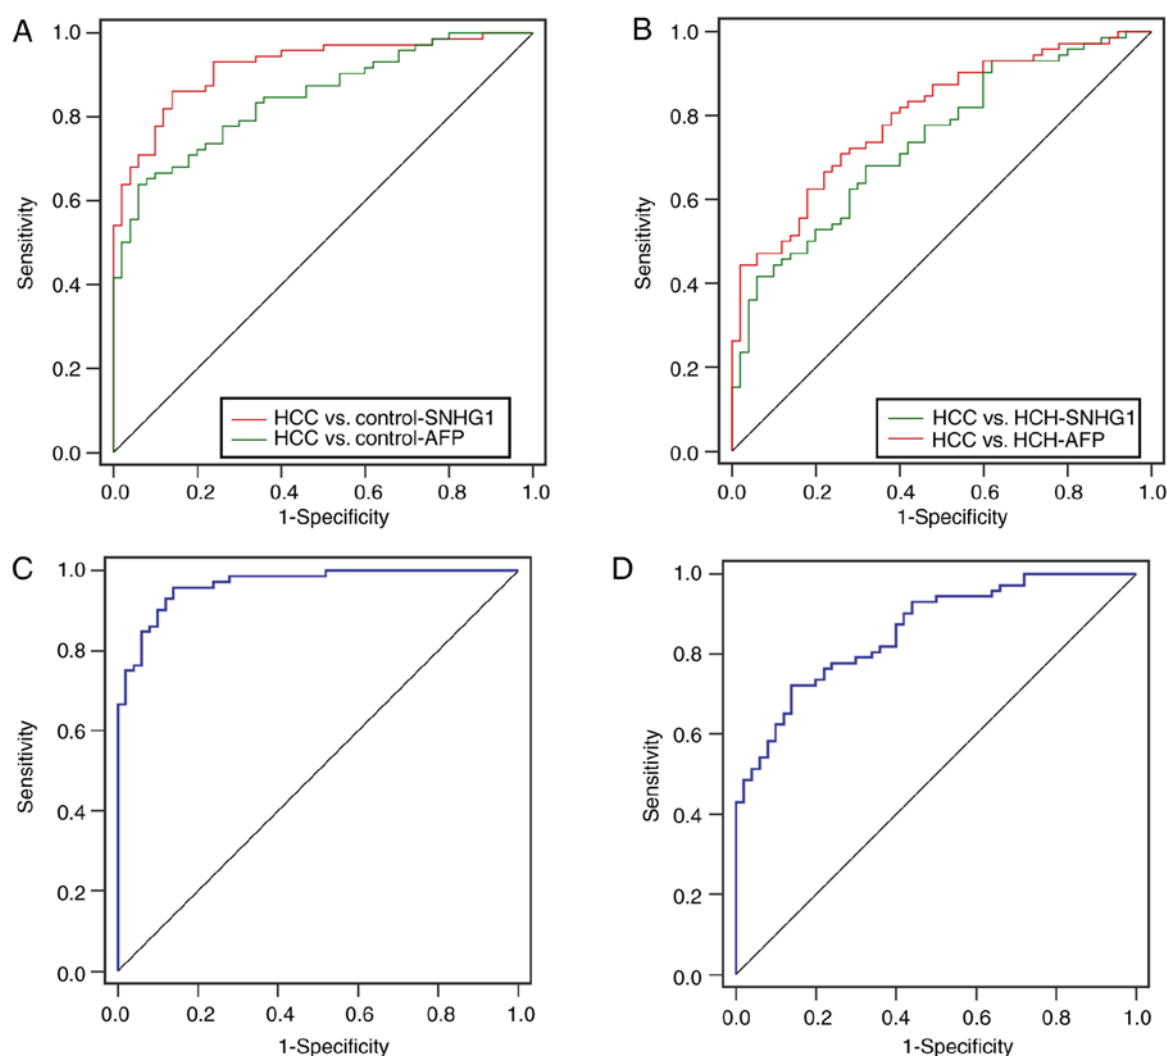 A
1.0
0.8
0.6
0.4
0.2
0.0
Sensitivity
HCC vs. control-SNHG1
HCC vs. control-AFP
0.0 0.2 0.4 0.6 0.8 1.0
1-Specificity
B
1.0
0.8
0.6
0.4
0.2
0.0
Sensitivity
HCC vs. HCH-SNHG1
HCC vs. HCH-AFP
0.0 0.2 0.4 0.6 0.8 1.0
1-Specificity
C
1.0
0.8
0.6
0.4
0.2
0.0
Sensitivity
0.0 0.2 0.4 0.6 0.8 1.0
1-Specificity
D
1.0
0.8
0.6
0.4
0.2
0.0
Sensitivity
0.0 0.2 0.4 0.6 0.8 1.0
1-Specificity